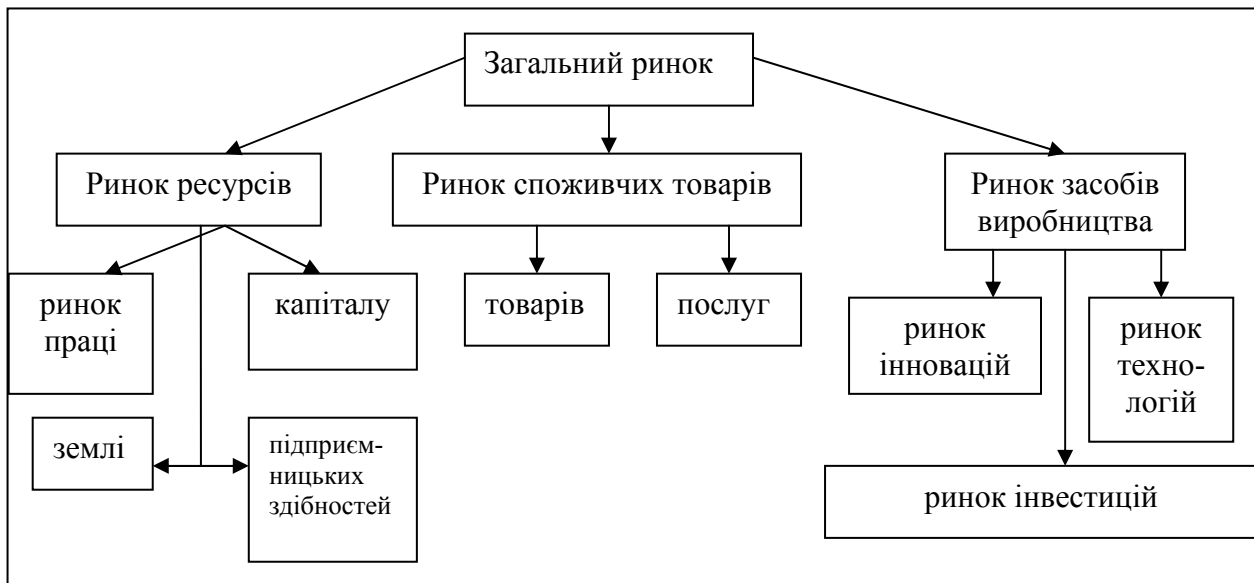 Загальний ринок
Ринок ресурсів
Ринок споживчих товарів
Ринок засобів
виробництва
ринок
праці
капіталу
товарів
послуг
ринок
інновацій
ринок
техно-
логій
землі
підприєм-
ницьких
здібностей
ринок інвестицій